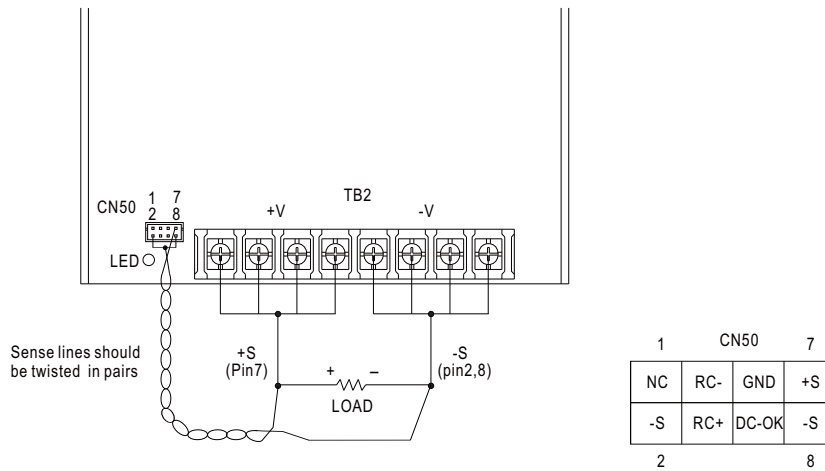 CN50
1 7
2 8
TB2
+V -V
LED
Sense lines should
be twisted in pairs
+S
(Pin7)
+ –
LOAD
-S
(pin2,8)
1 CN50 7
NC RC- GND +S
-S RC+ DC-OK -S
2 8